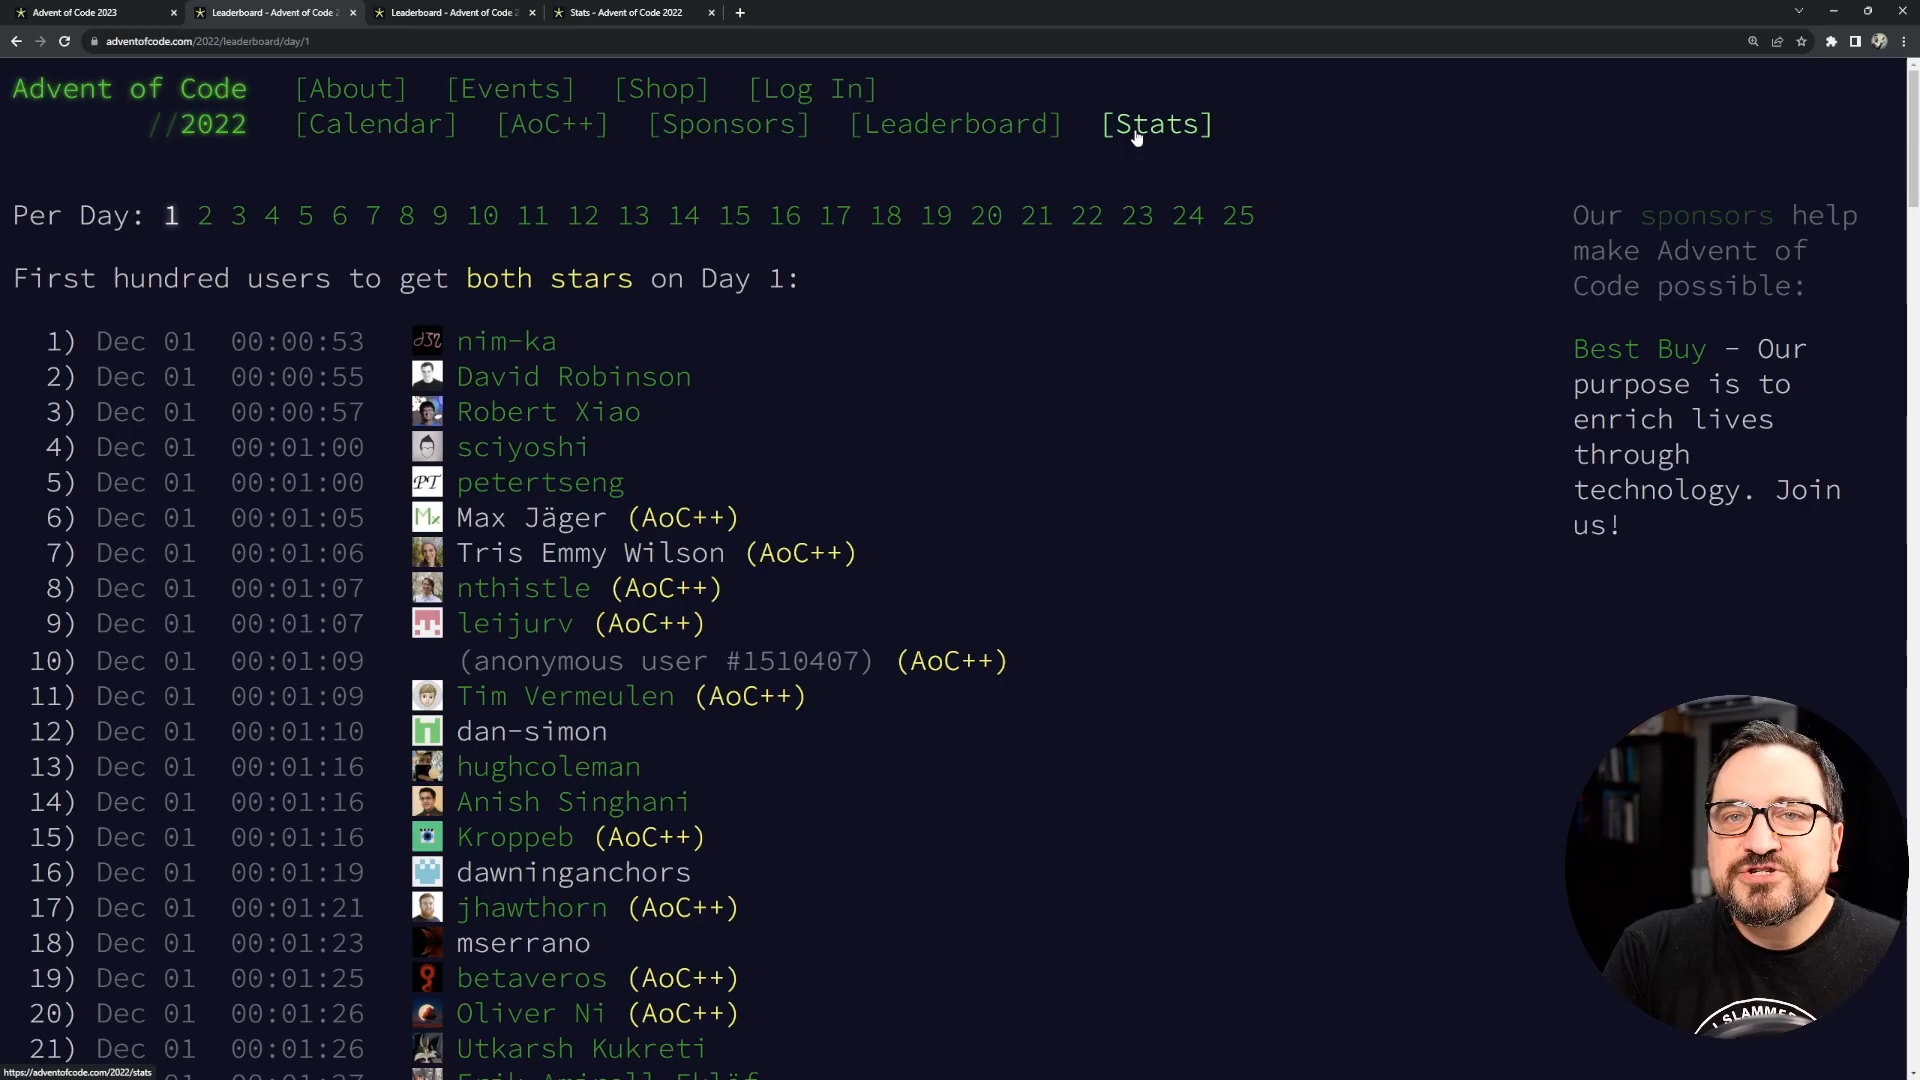 Advent of Code 2023
Leaderboard - Advent of Code 2
Leaderboard - Advent of Code 2
Stats - Advent of Code 2022
adventofcode.com/2022/leaderboard/day/1
Advent of Code [About] [Events] [Shop] [Log In]
//2022 [Calendar] [AoC++] [Sponsors] [Leaderboard] [Stats]
Per Day: 1 2 3 4 5 6 7 8 9 10 11 12 13 14 15 16 17 18 19 20 21 22 23 24 25
First hundred users to get both stars on Day 1:
1) Dec 01 00:00:53 nim-ka
2) Dec 01 00:00:55 David Robinson
3) Dec 01 00:00:57 Robert Xiao
4) Dec 01 00:01:00 sciyoshi
5) Dec 01 00:01:00 PT petertseng
6) Dec 01 00:01:05 Mx Max Jäger (AoC++)
7) Dec 01 00:01:06 Tris Emmy Wilson (AoC++)
8) Dec 01 00:01:07 nthistle (AoC++)
9) Dec 01 00:01:07 leijurv (AoC++)
10) Dec 01 00:01:09 (anonymous user #1510407) (AoC++)
11) Dec 01 00:01:09 Tim Vermeulen (AoC++)
12) Dec 01 00:01:10 dan-simon
13) Dec 01 00:01:16 hughcoleman
14) Dec 01 00:01:16 Anish Singhani
15) Dec 01 00:01:16 Kroppeb (AoC++)
16) Dec 01 00:01:19 dawninganchors
17) Dec 01 00:01:21 jhawthorn (AoC++)
18) Dec 01 00:01:23 mserrano
19) Dec 01 00:01:25 betaveros (AoC++)
20) Dec 01 00:01:26 Oliver Ni (AoC++)
21) Dec 01 00:01:26 Utkarsh Kukreti
Our sponsors help
make Advent of
Code possible:
Best Buy - Our
purpose is to
enrich lives
through
technology. Join
us!
I SLAMME
https://adventofcode.com/2022/stats